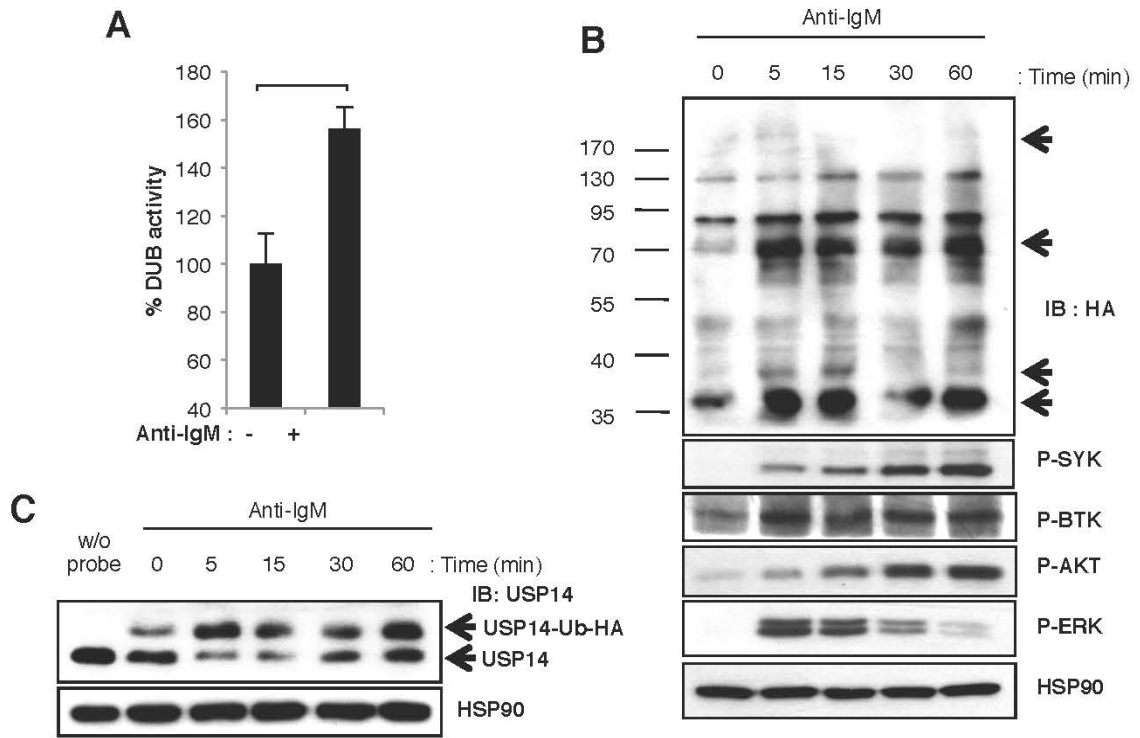 A
180
160
140
120
100
80
60
40
% DUB activity
Anti-IgM : - +
B
Anti-IgM
0 5 15 30 60 : Time (min)
170
130
95
70
55
40
35
IB : HA
P-SYK
P-BTK
P-AKT
P-ERK
HSP90
C
Anti-IgM
w/o
probe 0 5 15 30 60 : Time (min)
IB: USP14
USP14-Ub-HA
USP14
HSP90